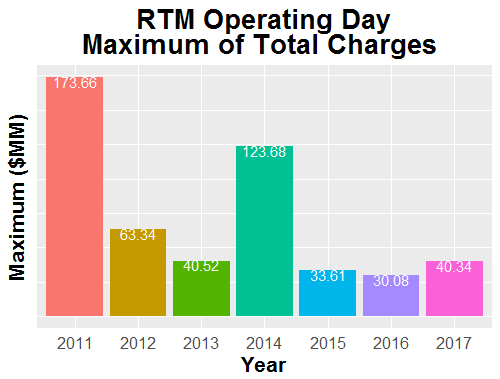 RTM Operating Day
Maximum of Total Charges
Maximum ($MM)
173.66
63.34
40.52
123.68
33.61
30.08
40.34
2011 2012 2013 2014 2015 2016 2017
Year